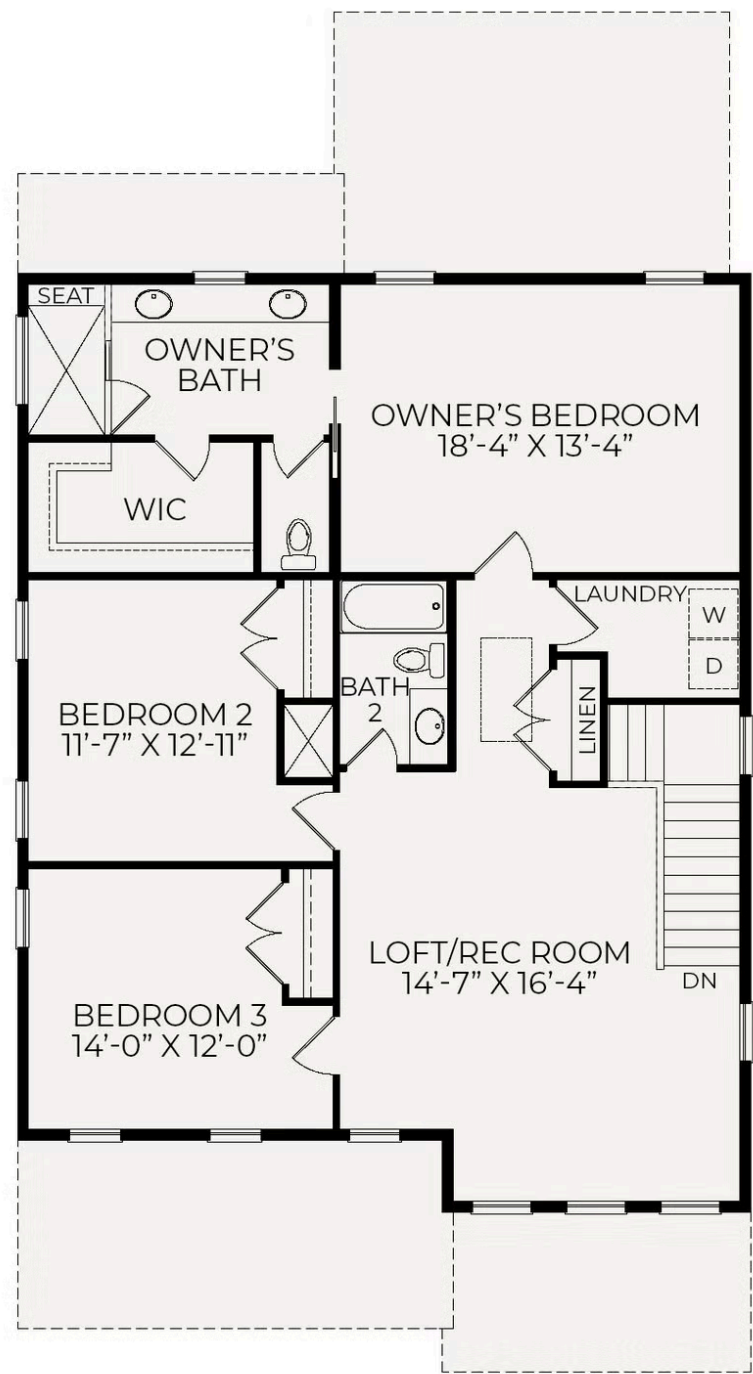 SEAT
OWNER’S
BATH
OWNER’S BEDROOM
18’-4” X 13’-4”
WIC
LAUNDRY
W
D
BATH
2
LINEN
BEDROOM 2
11’-7” X 12’-11”
LOFT/REC ROOM
14’-7” X 16’-4”
DN
BEDROOM 3
14’-0” X 12’-0”